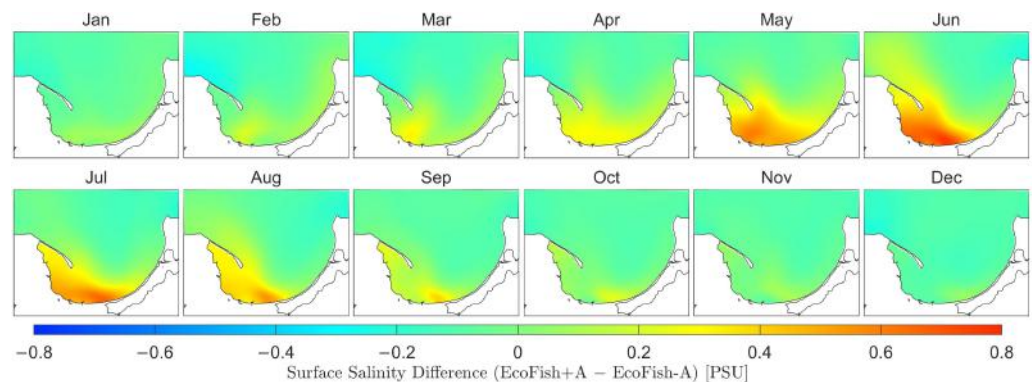 Jan Feb Mar Apr May Jun
Jul Aug Sep Oct Nov Dec
−0.8 −0.6 −0.4 −0.2 0 0.2 0.4 0.6 0.8
Surface Salinity Difference (EcoFish+A − EcoFish-A) [PSU]